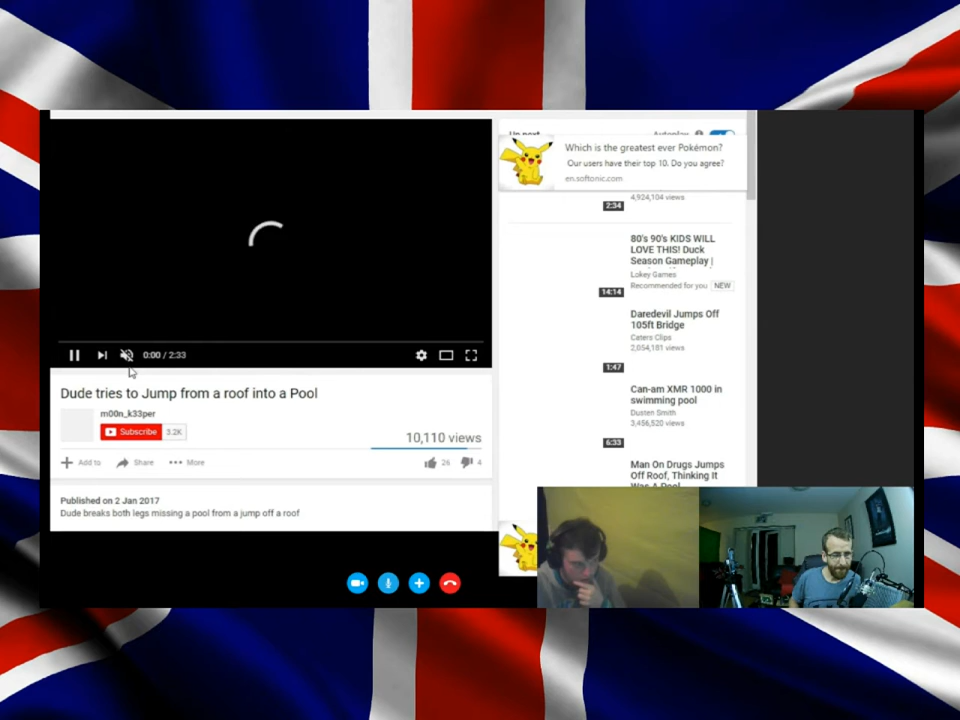 0:00 / 2:33
Dude tries to Jump from a roof into a Pool
m00n_k33per
Subscribe 3.2K
10,110 views
Add to Share More
26 4
Published on 2 Jan 2017
Dude breaks both legs missing a pool from a jump off a roof
Up next Autoplay
Which is the greatest ever Pokémon?
Our users have their top 10. Do you agree?
en.softonic.com
4,924,104 views
2:34
80's 90's KIDS WILL
LOVE THIS! Duck
Season Gameplay |
Lokey Games
Recommended for you NEW
14:14
Daredevil Jumps Off
105ft Bridge
Caters Clips
2,054,181 views
1:47
Can-am XMR 1000 in
swimming pool
Dusten Smith
3,456,520 views
6:33
Man On Drugs Jumps
Off Roof, Thinking It
Was A Pool